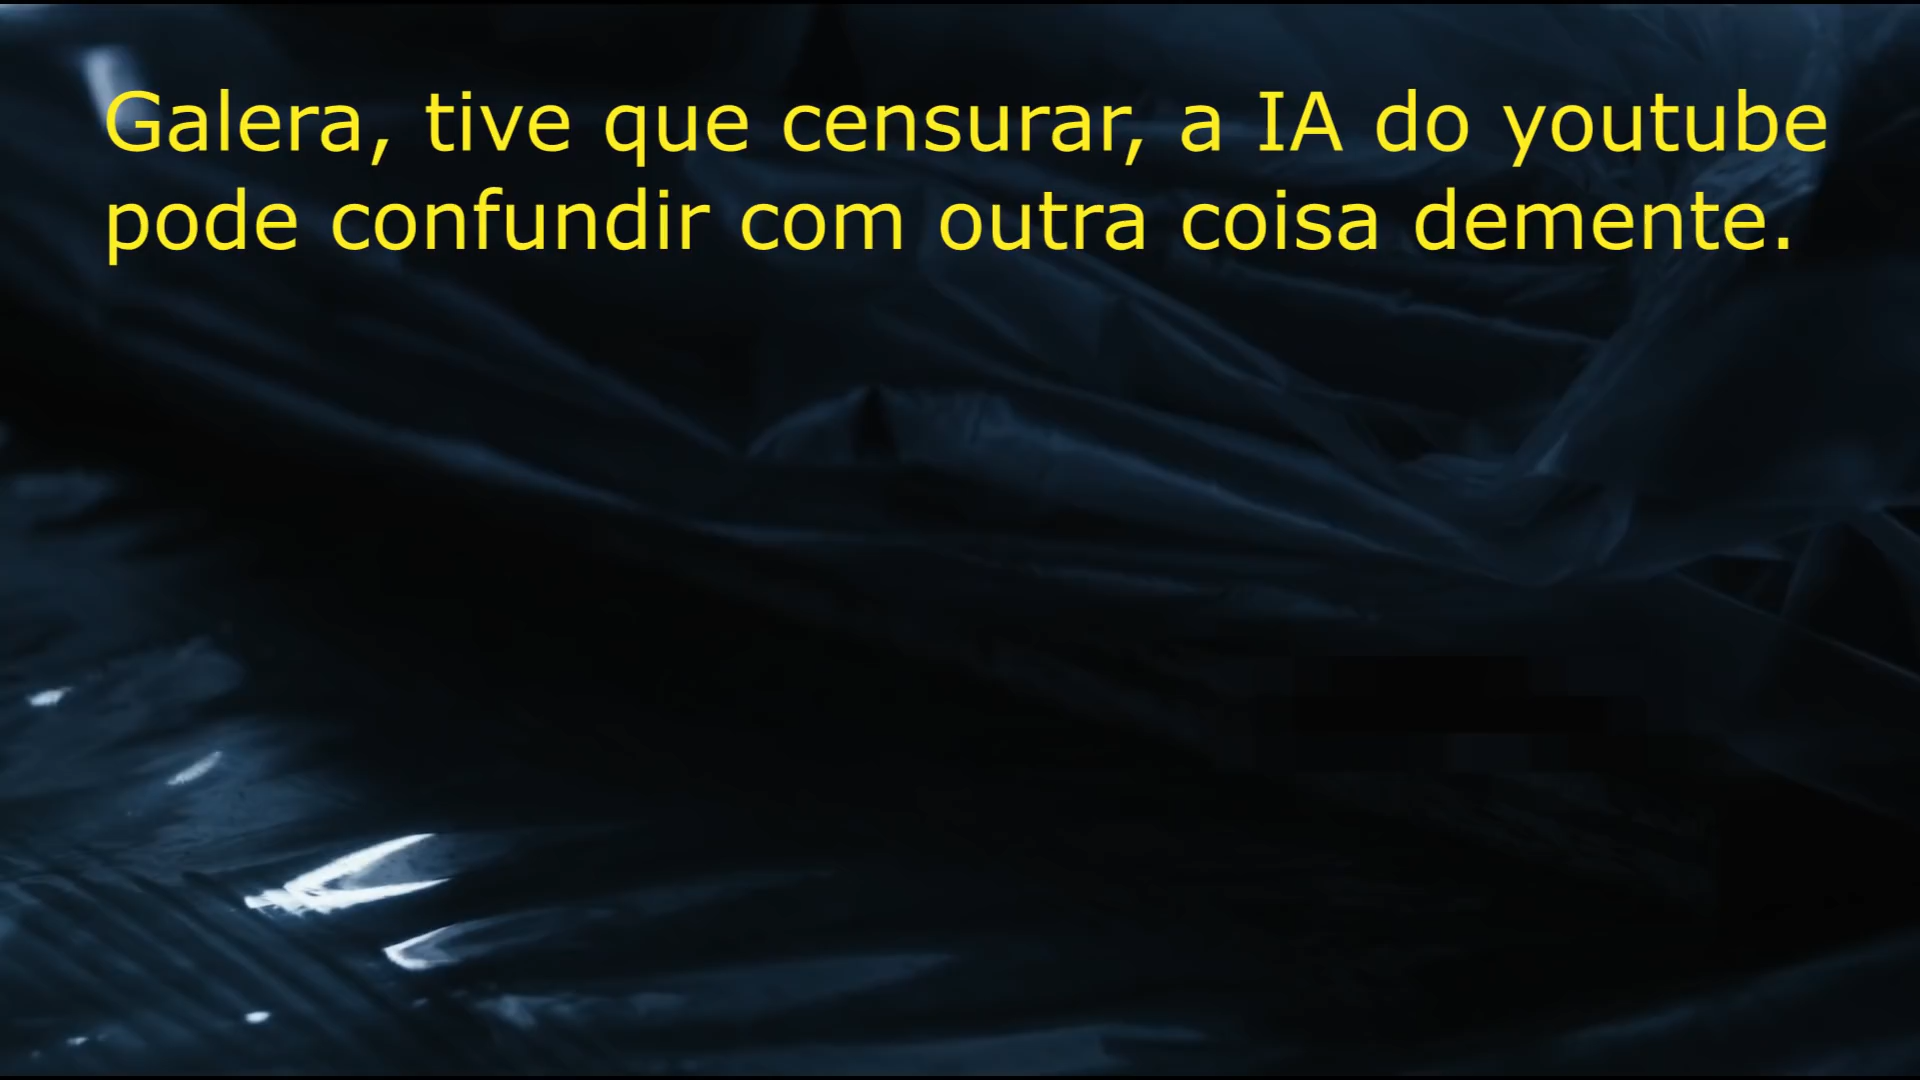 Galera, tive que censurar, a IA do youtube
pode confundir com outra coisa demente.